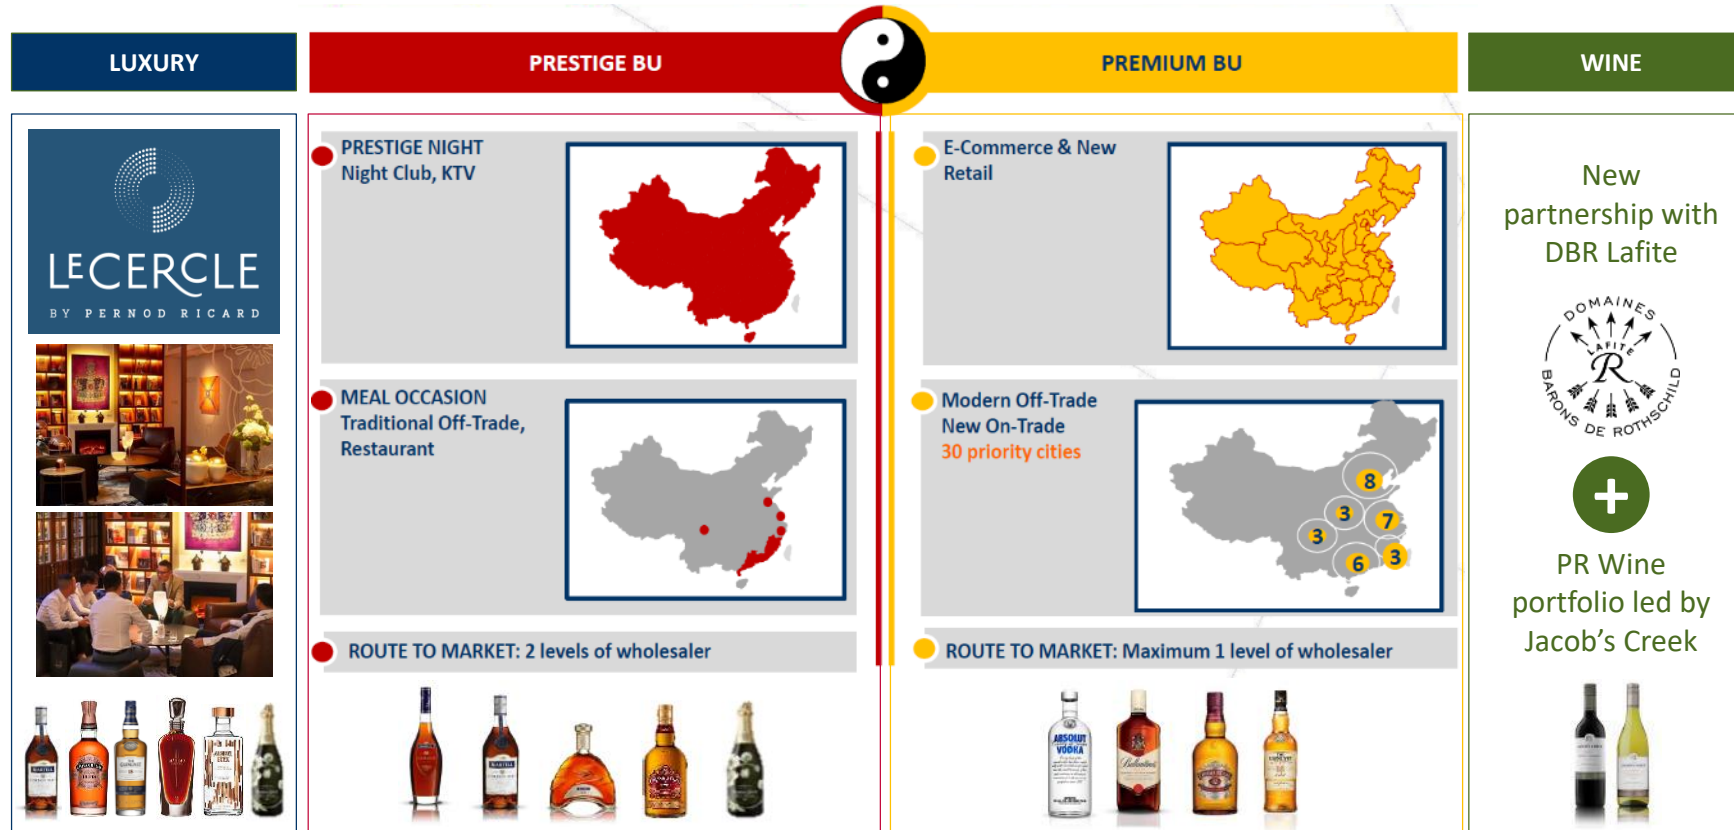 LUXURY
PRESTIGE BU
PREMIUM BU
WINE
LECERCLE
BY PERNOD RICARD
PRESTIGE NIGHT
Night Club, KTV
MEAL OCCASION
Traditional Off-Trade,
Restaurant
ROUTE TO MARKET: 2 levels of wholesaler
MARTELL
E-Commerce & New
Retail
Modern Off-Trade
New On-Trade
30 priority cities
8
3
7
3
6
3
ROUTE TO MARKET: Maximum 1 level of wholesaler
ABSOLUT
VODKA
Ballantine's
New
partnership with
DBR Lafite
DOMAINES
LAFITE
R
BARONS DE ROTHSCHILD
PR Wine
portfolio led by
Jacob's Creek